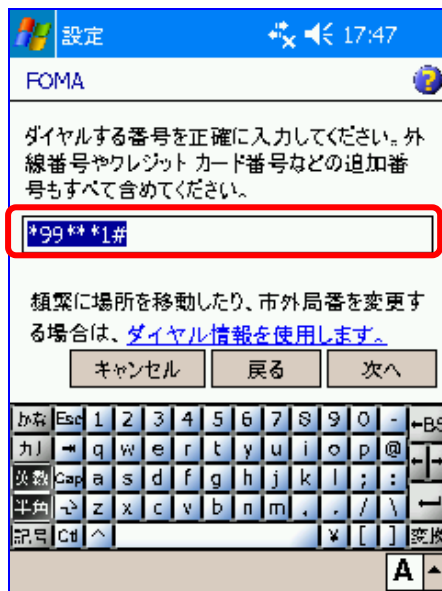 設定 17:47
FOMA
ダイヤルする番号を正確に入力してください。外
線番号やクレジット カード番号などの追加番
号もすべて含めてください。
*99***1#
頻繁に場所を移動したり、市外局番を変更す
る場合は、ダイヤル情報を使用します。
キャンセル 戻る 次へ
かな Esc 1 2 3 4 5 6 7 8 9 0 - ←BS
カナ q w e r t y u i o p @
英数 Cap a s d f g h j k l ; :
半角 z x c v b n m , . / \
記号 Ctl ^ ¥ [ ] 変換
A